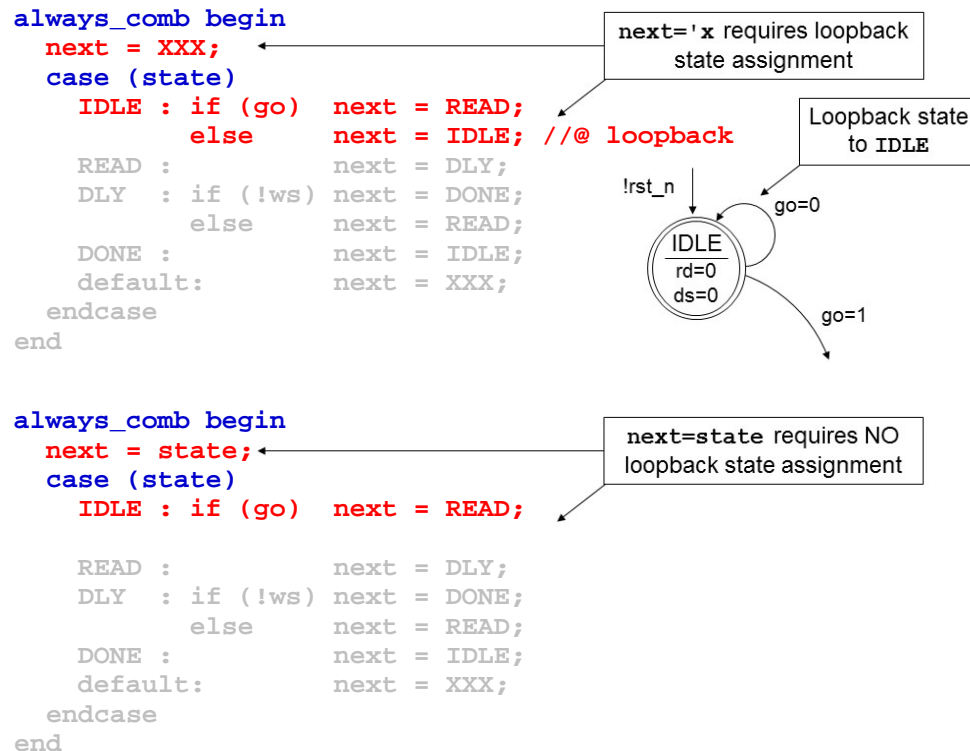 always_comb begin
next = XXX;
case (state)
IDLE : if (go) next = READ;
else next = IDLE; //@ loopback
READ : next = DLY;
DLY : if (!ws) next = DONE;
else next = READ;
DONE : next = IDLE;
default: next = XXX;
endcase
end
next='x requires loopback
state assignment
Loopback state
to IDLE
!rst_n
go=0
IDLE
rd=0
ds=0
go=1
always_comb begin
next = state;
case (state)
IDLE : if (go) next = READ;
READ : next = DLY;
DLY : if (!ws) next = DONE;
else next = READ;
DONE : next = IDLE;
default: next = XXX;
endcase
end
next=state requires NO
loopback state assignment